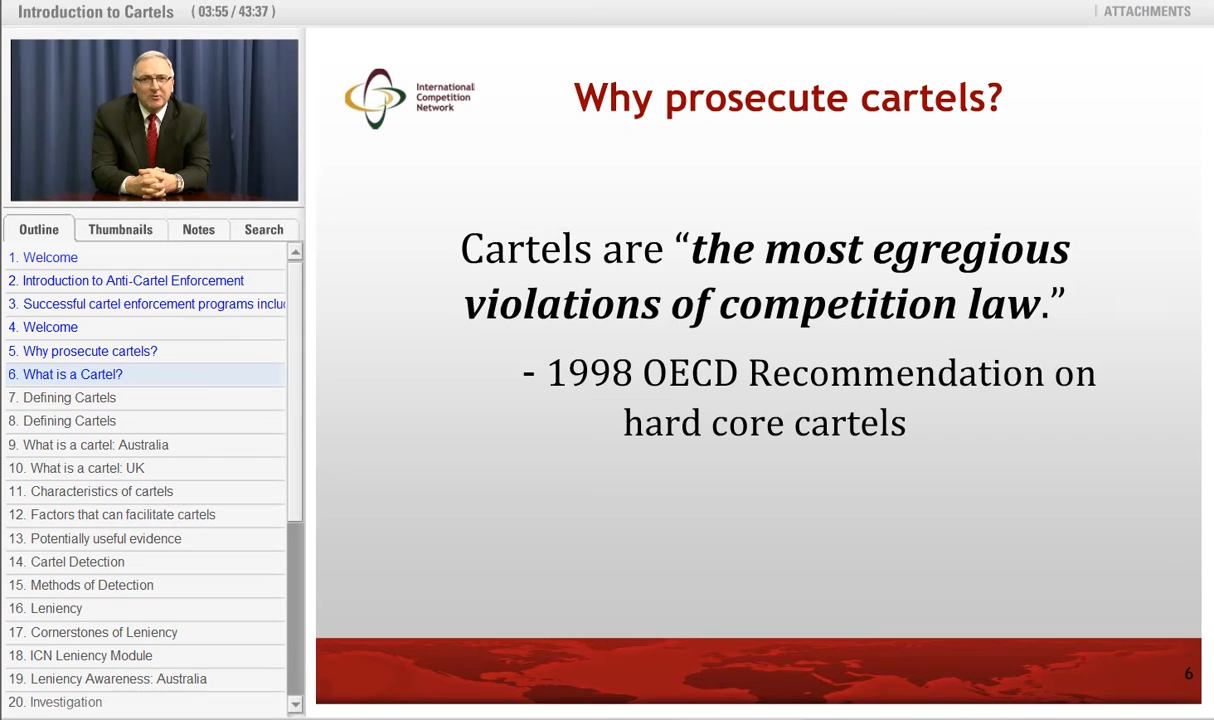 Introduction to Cartels ( 03:55 / 43:37 )
| ATTACHMENTS
International
Competition
Network
Why prosecute cartels?
Cartels are “the most egregious
violations of competition law.”
- 1998 OECD Recommendation on
hard core cartels
6
Outline Thumbnails Notes Search
1. Welcome
2. Introduction to Anti-Cartel Enforcement
3. Successful cartel enforcement programs inclu
4. Welcome
5. Why prosecute cartels?
6. What is a Cartel?
7. Defining Cartels
8. Defining Cartels
9. What is a cartel: Australia
10. What is a cartel: UK
11. Characteristics of cartels
12. Factors that can facilitate cartels
13. Potentially useful evidence
14. Cartel Detection
15. Methods of Detection
16. Leniency
17. Cornerstones of Leniency
18. ICN Leniency Module
19. Leniency Awareness: Australia
20. Investigation